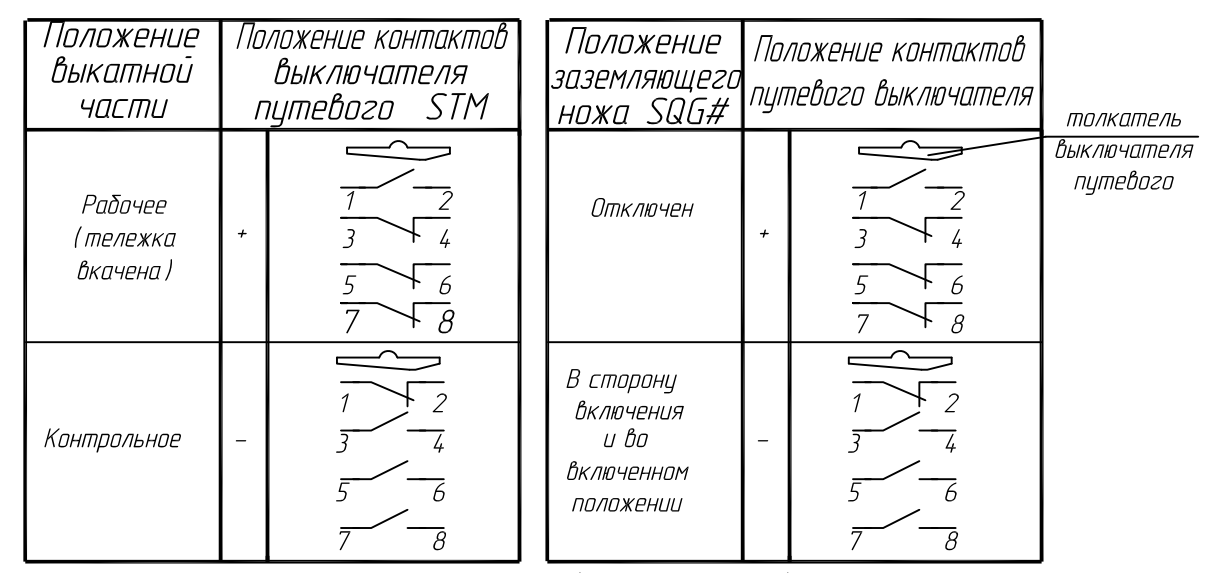 Положение
выкатной
части
Положение контактов
выключателя
путевого STM
Рабочее
(тележка
вкачена)
+
1 2
3 4
5 6
7 8
Контрольное
-
1 2
3 4
5 6
7 8
Положение
заземляющего
ножа SQG#
Положение контактов
путевого выключателя
толкатель
выключателя
путевого
Отключен
+
1 2
3 4
5 6
7 8
В сторону
включения
и во
включенном
положении
-
1 2
3 4
5 6
7 8